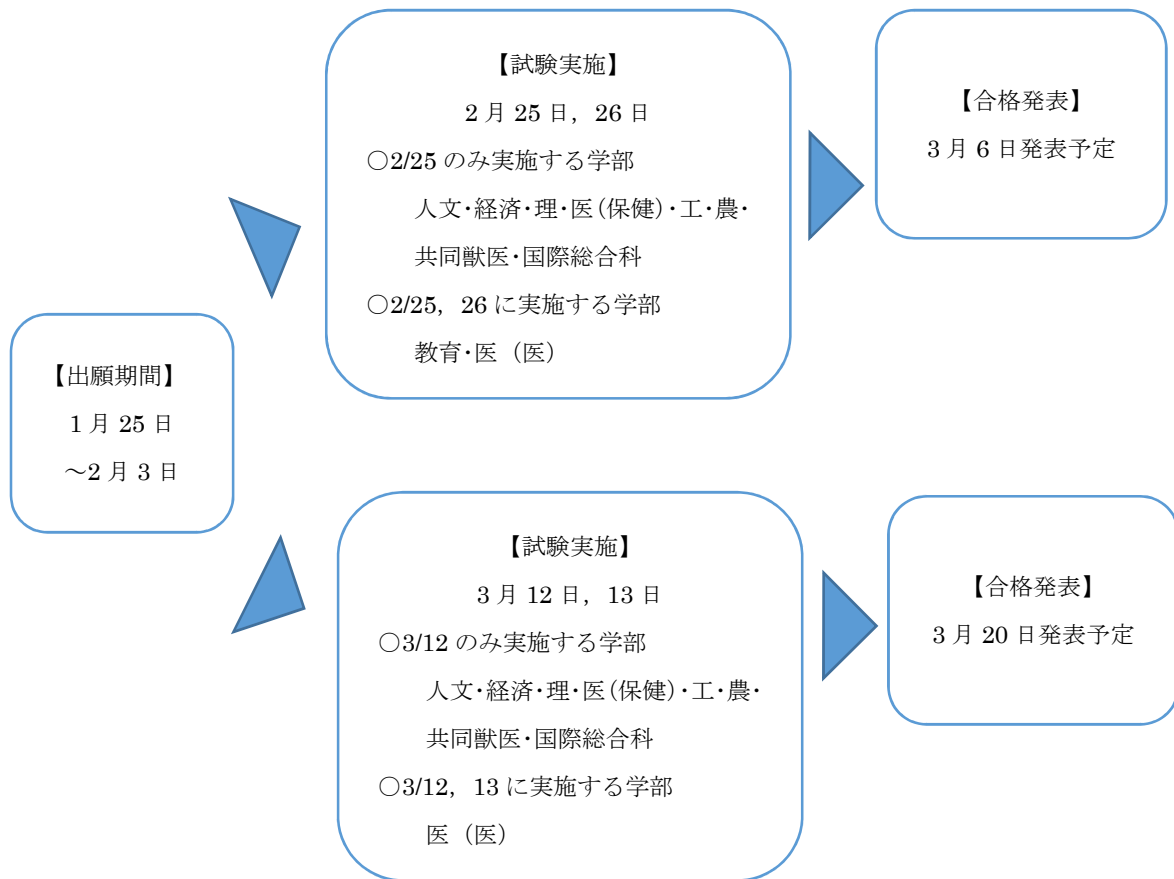 【出願期間】
1 月 25 日
～2 月 3 日
【試験実施】
2 月 25 日，26 日
○2/25 のみ実施する学部
人文・経済・理・医（保健）・工・農・
共同獣医・国際総合科
○2/25，26 に実施する学部
教育・医（医）
【合格発表】
3 月 6 日発表予定
【試験実施】
3 月 12 日，13 日
○3/12 のみ実施する学部
人文・経済・理・医（保健）・工・農・
共同獣医・国際総合科
○3/12，13 に実施する学部
医（医）
【合格発表】
3 月 20 日発表予定